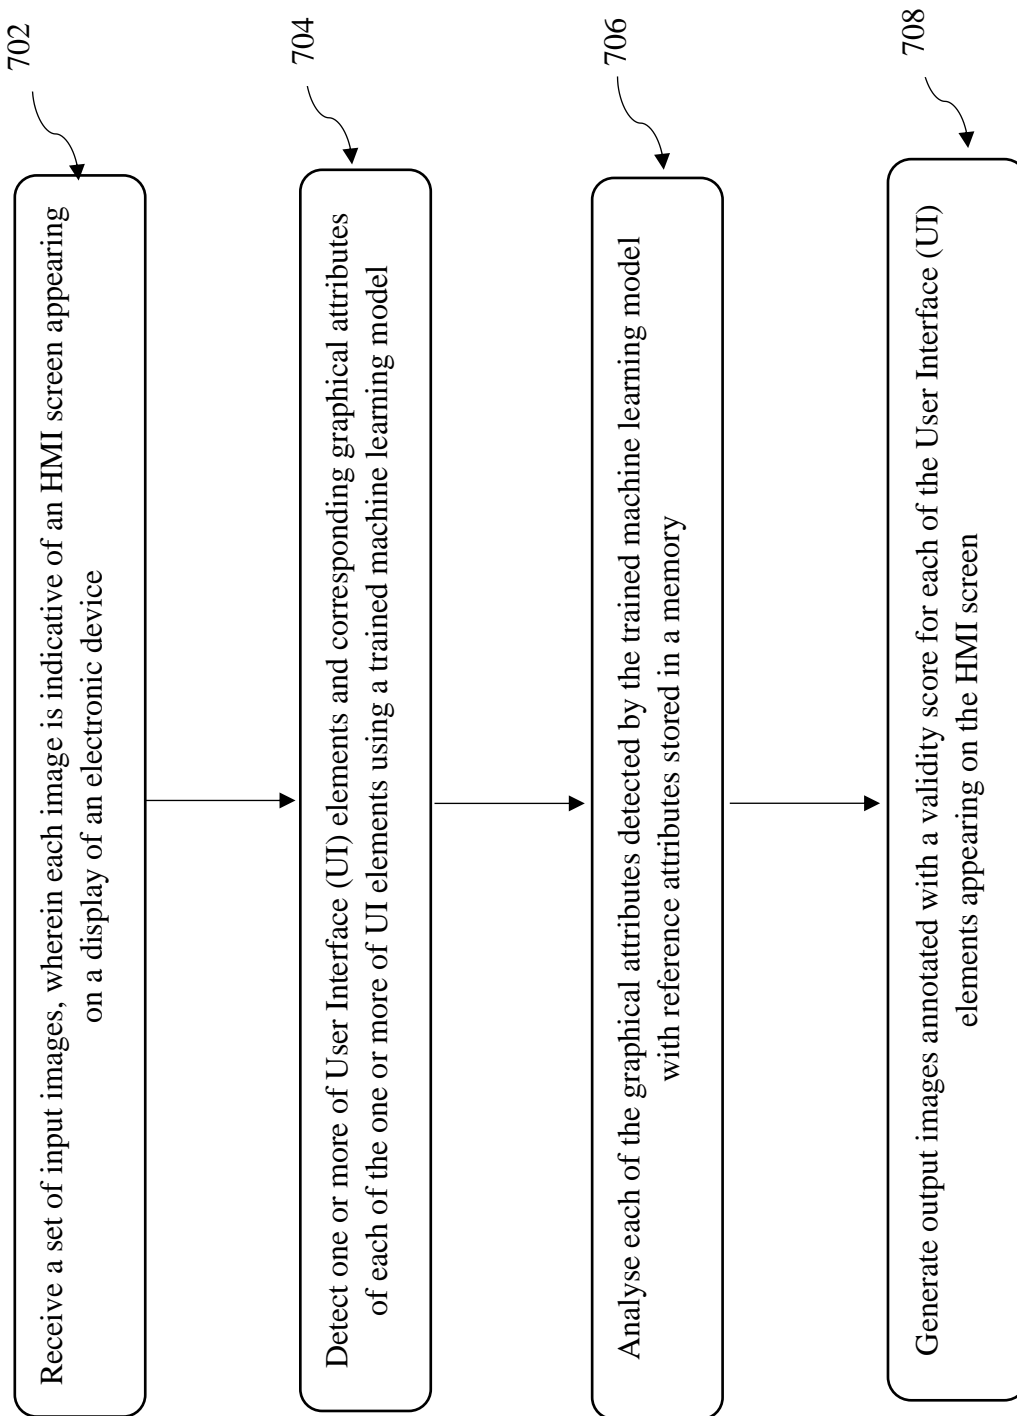 702
Receive a set of input images, wherein each image is indicative of an HMI screen appearing
on a display of an electronic device
704
Detect one or more of User Interface (UI) elements and corresponding graphical attributes
of each of the one or more of UI elements using a trained machine learning model
706
Analyse each of the graphical attributes detected by the trained machine learning model
with reference attributes stored in a memory
708
Generate output images annotated with a validity score for each of the User Interface (UI)
elements appearing on the HMI screen